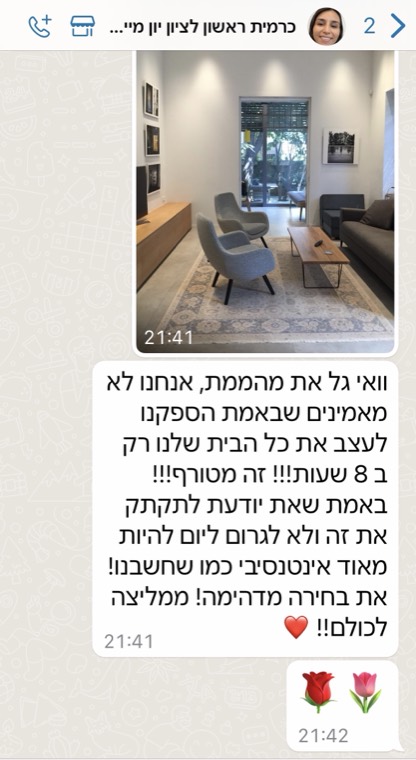 כרמית ראשון לציון יון מיי...
2
21:41
וואי גל את מהממת, אנחנו לא
מאמינים שבאמת הספקנו
לעצב את כל הבית שלנו רק
ב 8 שעות!!! זה מטורף!!!
באמת שאת יודעת לתקתק
את זה ולא לגרום ליום להיות
מאוד אינטנסיבי כמו שחשבנו!
את בחירה מדהימה! ממליצה
לכולם!! ❤️
21:41
🌹🌷
21:42